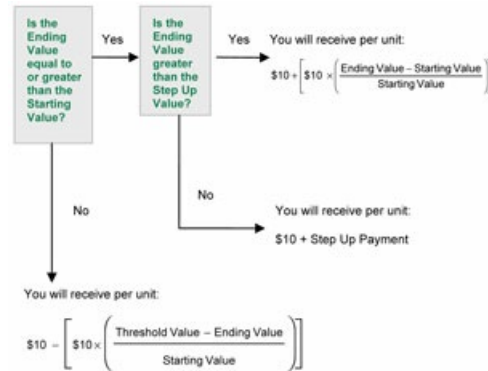 Is the
Ending
Value
equal to
or greater
than the
Starting
Value?
Yes
Is the
Ending
Value
greater
than the
Step Up
Value?
Yes
You will receive per unit:
$10 + [ $10 × ( Ending Value – Starting Value
Starting Value )
No
You will receive per unit:
$10 + Step Up Payment
No
You will receive per unit:
$10 – [ $10 × ( Threshold Value – Ending Value
Starting Value ) ]